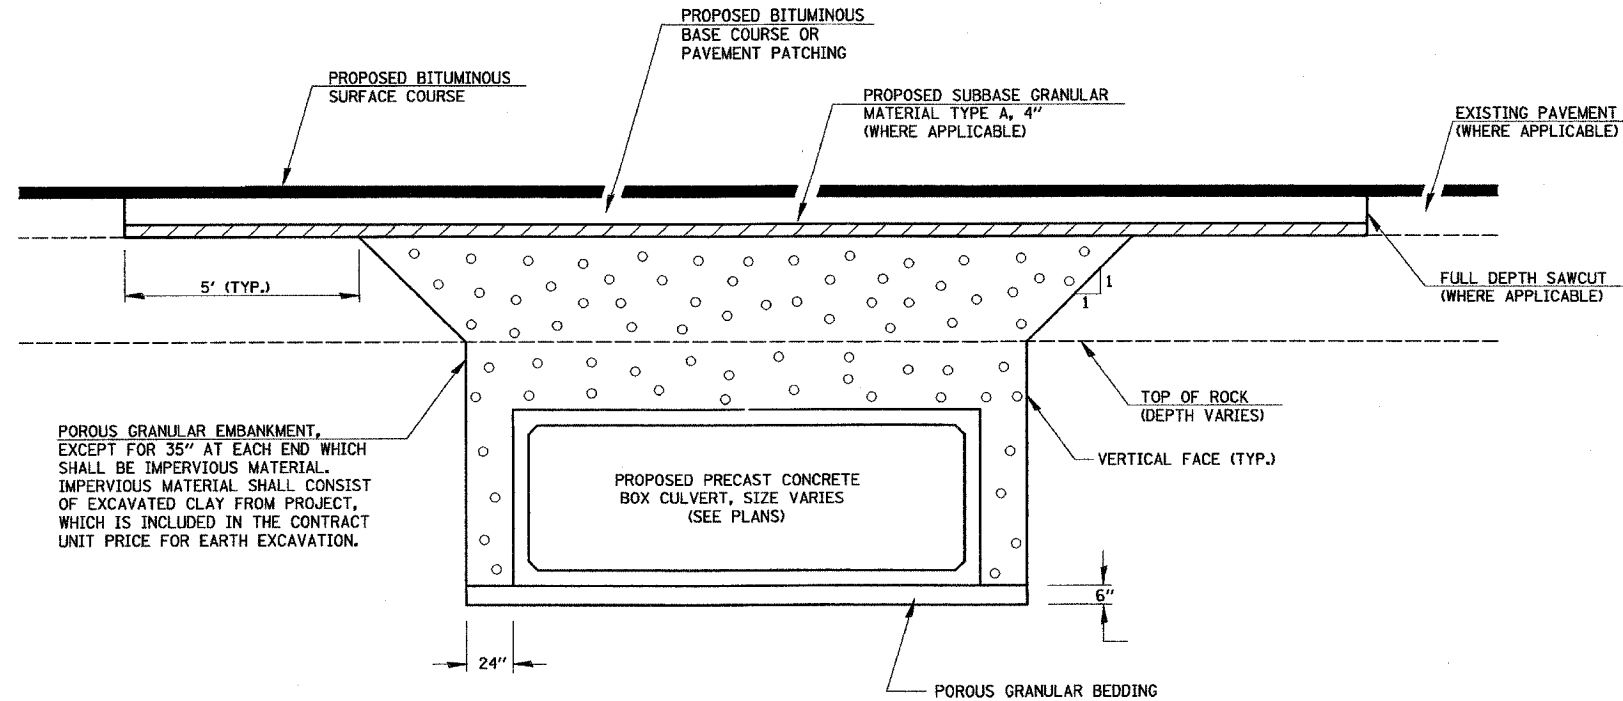 PROPOSED BITUMINOUS
BASE COURSE OR
PAVEMENT PATCHING
PROPOSED BITUMINOUS
SURFACE COURSE
PROPOSED SUBBASE GRANULAR
MATERIAL TYPE A, 4"
(WHERE APPLICABLE)
EXISTING PAVEMENT
(WHERE APPLICABLE)
5' (TYP.)
1
1
FULL DEPTH SAWCUT
(WHERE APPLICABLE)
TOP OF ROCK
(DEPTH VARIES)
POROUS GRANULAR EMBANKMENT,
EXCEPT FOR 35" AT EACH END WHICH
SHALL BE IMPERVIOUS MATERIAL.
IMPERVIOUS MATERIAL SHALL CONSIST
OF EXCAVATED CLAY FROM PROJECT,
WHICH IS INCLUDED IN THE CONTRACT
UNIT PRICE FOR EARTH EXCAVATION.
VERTICAL FACE (TYP.)
PROPOSED PRECAST CONCRETE
BOX CULVERT, SIZE VARIES
(SEE PLANS)
6"
24"
POROUS GRANULAR BEDDING